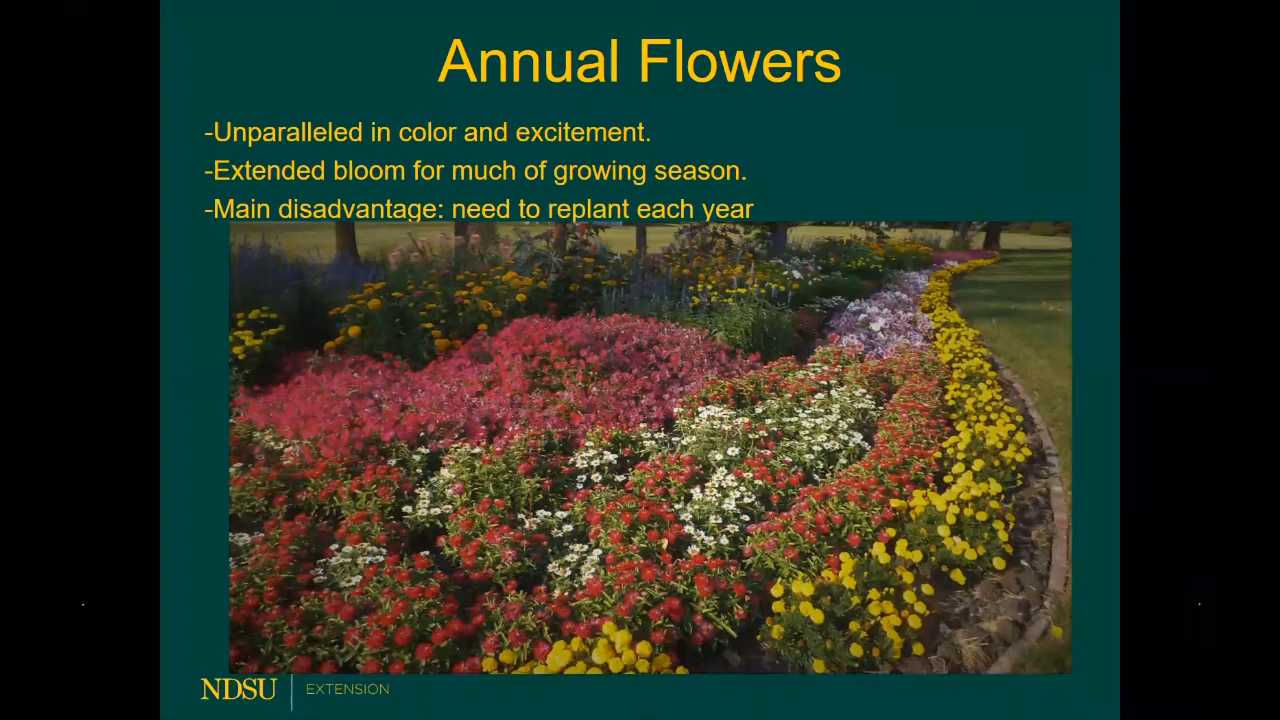 Annual Flowers
-Unparalleled in color and excitement.
-Extended bloom for much of growing season.
-Main disadvantage: need to replant each year
NDSU | EXTENSION